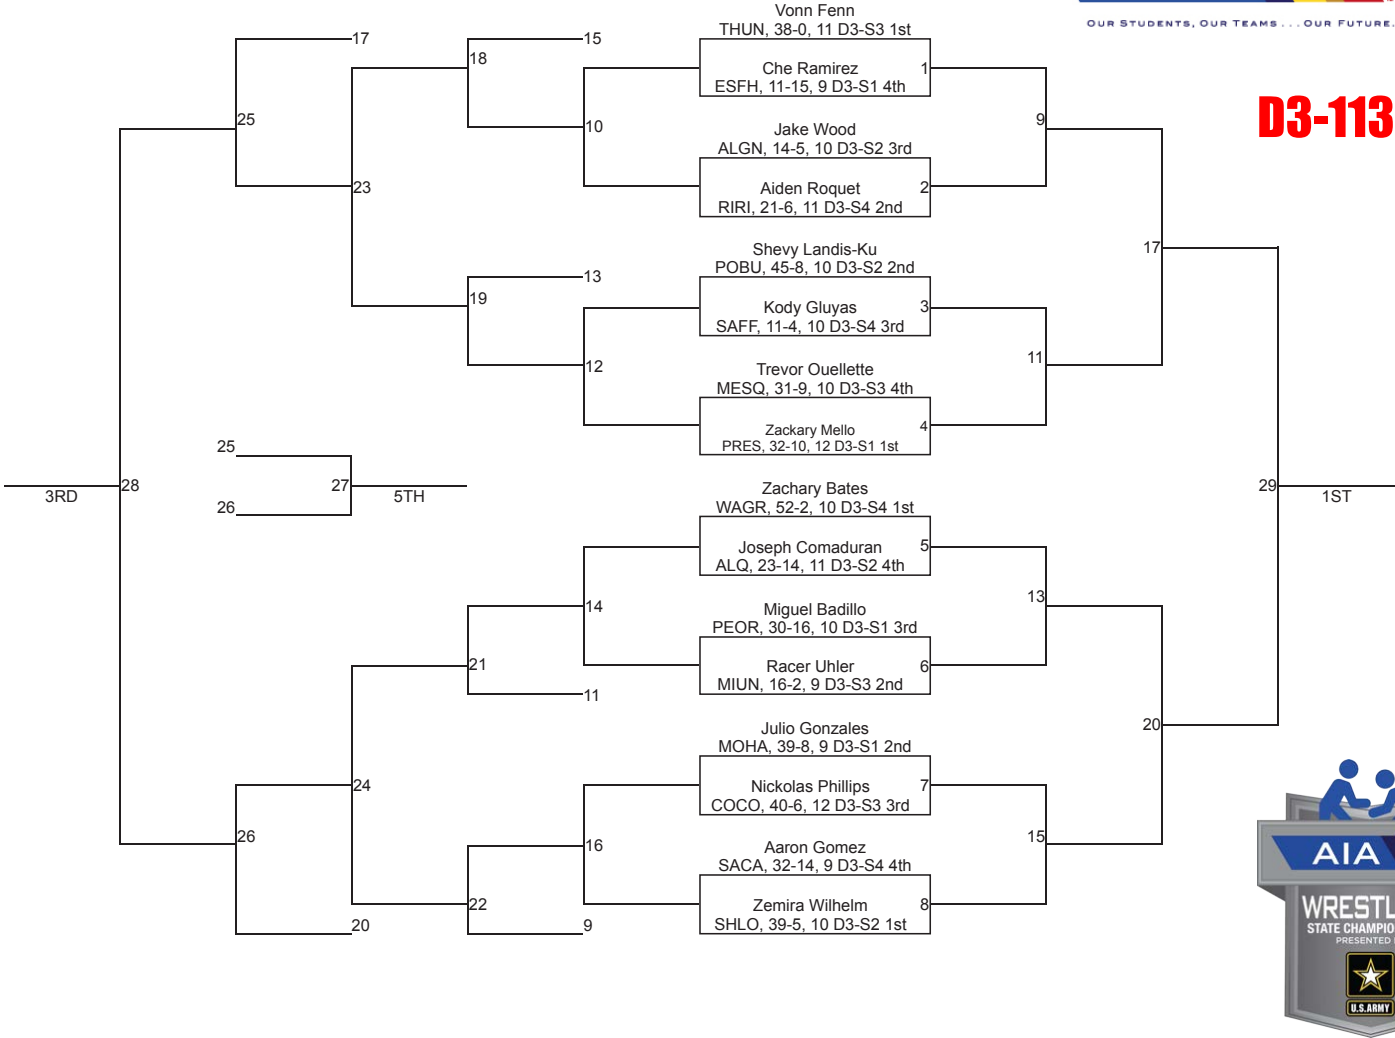 OUR STUDENTS, OUR TEAMS . . . OUR FUTURE.
D3-113
Vonn Fenn
THUN, 38-0, 11 D3-S3 1st
Che Ramirez
ESFH, 11-15, 9 D3-S1 4th
1
Jake Wood
ALGN, 14-5, 10 D3-S2 3rd
Aiden Roquet
RIRI, 21-6, 11 D3-S4 2nd
2
Shevy Landis-Ku
POBU, 45-8, 10 D3-S2 2nd
Kody Gluyas
SAFF, 11-4, 10 D3-S4 3rd
3
Trevor Ouellette
MESQ, 31-9, 10 D3-S3 4th
Zackary Mello
PRES, 32-10, 12 D3-S1 1st
4
Zachary Bates
WAGR, 52-2, 10 D3-S4 1st
Joseph Comaduran
ALQ, 23-14, 11 D3-S2 4th
5
Miguel Badillo
PEOR, 30-16, 10 D3-S1 3rd
Racer Uhler
MIUN, 16-2, 9 D3-S3 2nd
6
Julio Gonzales
MOHA, 39-8, 9 D3-S1 2nd
Nickolas Phillips
COCO, 40-6, 12 D3-S3 3rd
7
Aaron Gomez
SACA, 32-14, 9 D3-S4 4th
Zemira Wilhelm
SHLO, 39-5, 10 D3-S2 1st
8
9
11
13
15
17
20
29
1ST
15
10
13
12
14
11
16
9
18
19
21
22
17
23
24
20
25
26
28
3RD
25
26
27
5TH
AIA
WRESTL
STATE CHAMPIO
PRESENTED
U.S.ARMY